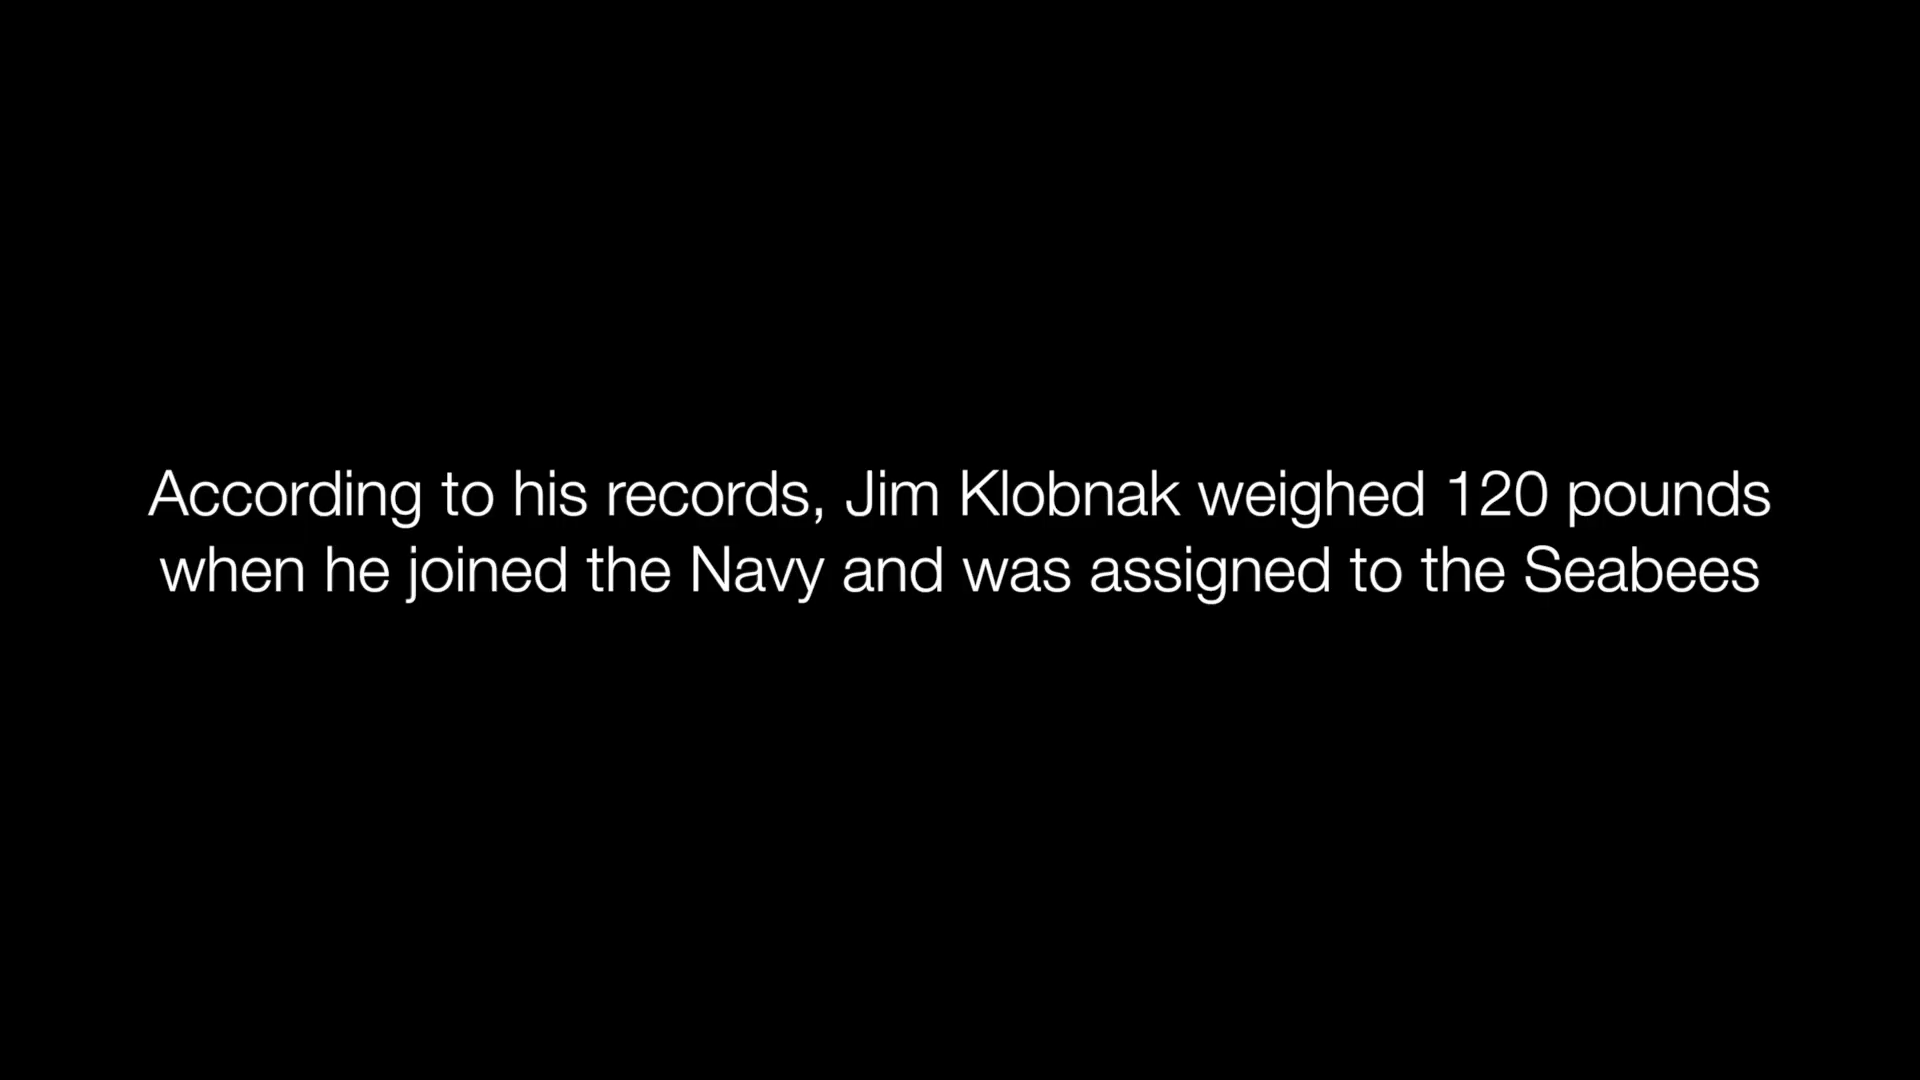 According to his records, Jim Klobnak weighed 120 pounds
when he joined the Navy and was assigned to the Seabees